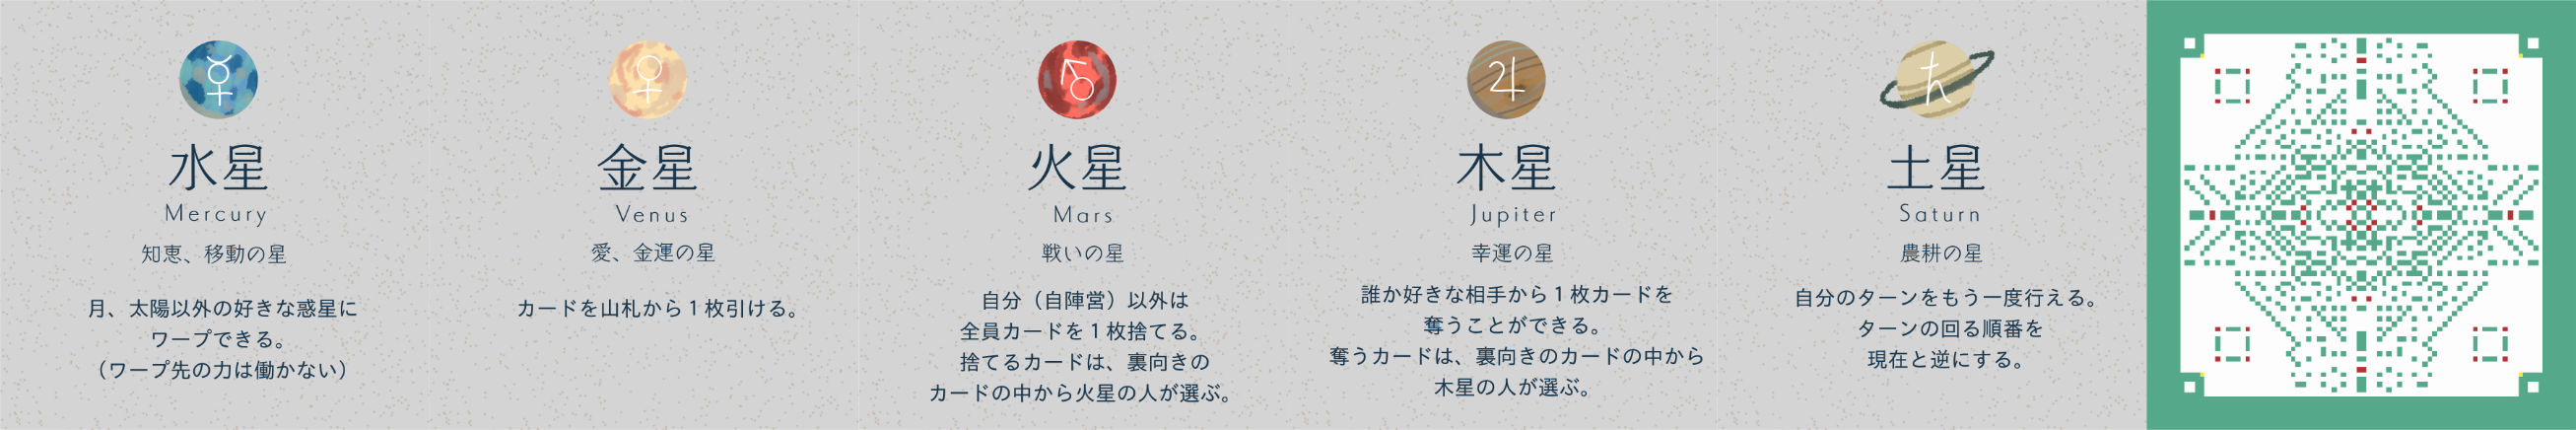 水星
Mercury
知恵、移動の星
月、太陽以外の好きな惑星に
ワープできる。
（ワープ先の力は働かない）
金星
Venus
愛、金運の星
カードを山札から１枚引ける。
火星
Mars
戦いの星
自分（自陣営）以外は
全員カードを１枚捨てる。
捨てるカードは、裏向きの
カードの中から火星の人が選ぶ。
木星
Jupiter
幸運の星
誰か好きな相手から１枚カードを
奪うことができる。
奪うカードは、裏向きのカードの中から
木星の人が選ぶ。
土星
Saturn
農耕の星
自分のターンをもう一度行える。
ターンの回る順番を
現在と逆にする。